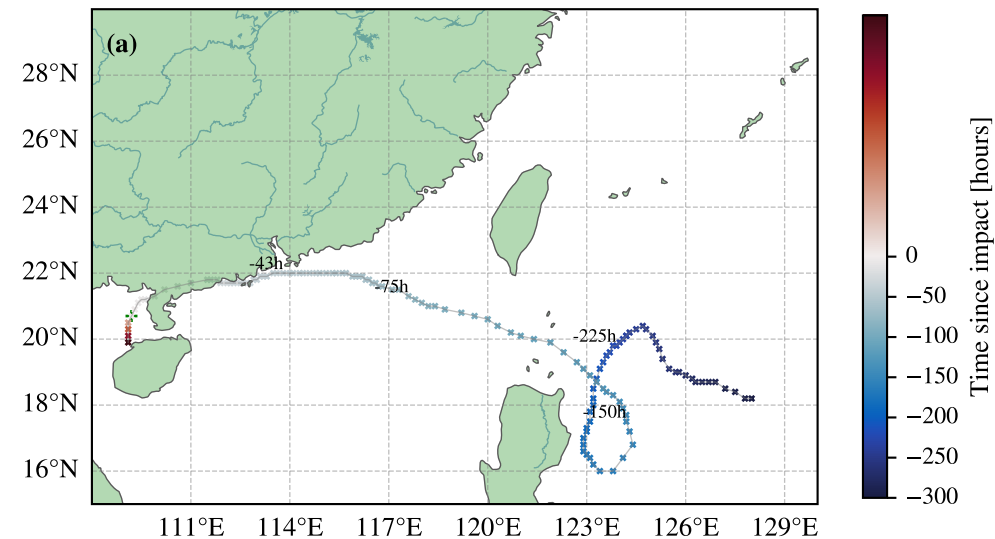 (a)
28°N
26°N
24°N
22°N
20°N
18°N
16°N
-43h
-75h
-225h
-150h
111°E 114°E 117°E 120°E 123°E 126°E 129°E
0
−50
−100
−150
−200
−250
−300
Time since impact [hours]